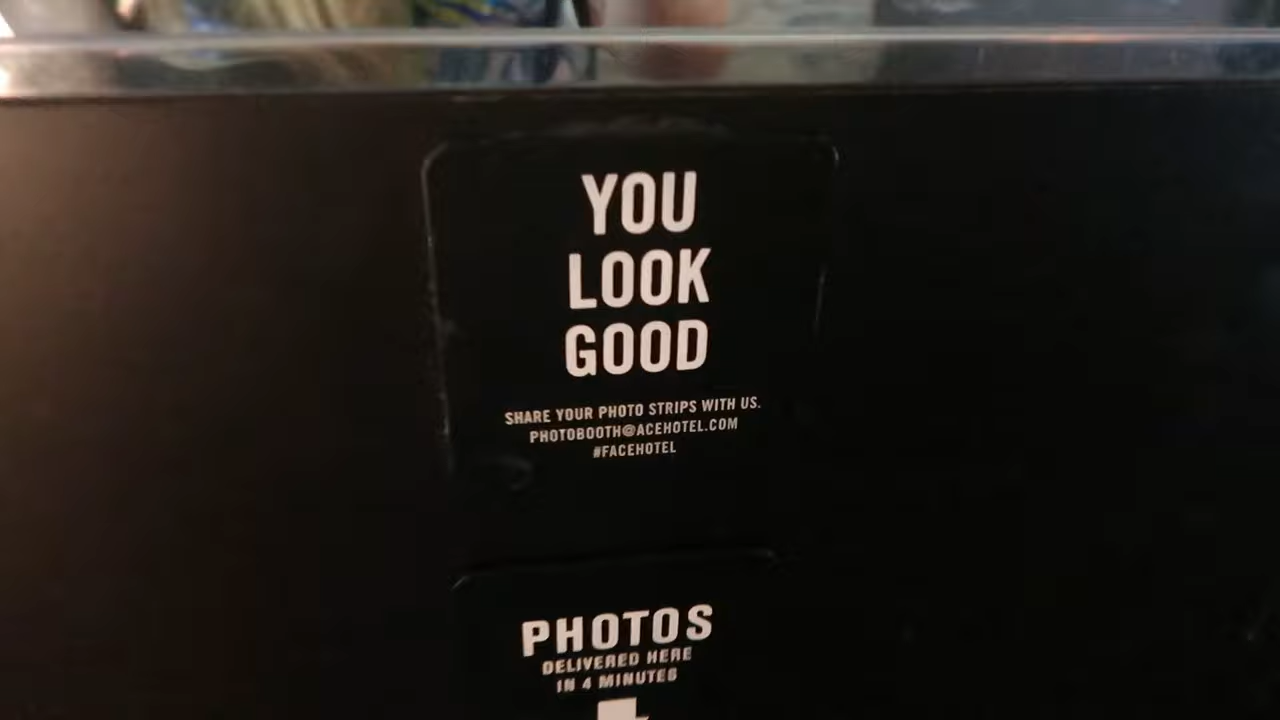 YOU
LOOK
GOOD
SHARE YOUR PHOTO STRIPS WITH US.
PHOTOBOOTH@ACEHOTEL.COM
#FACEHOTEL
PHOTOS
DELIVERED HERE
IN 4 MINUTES